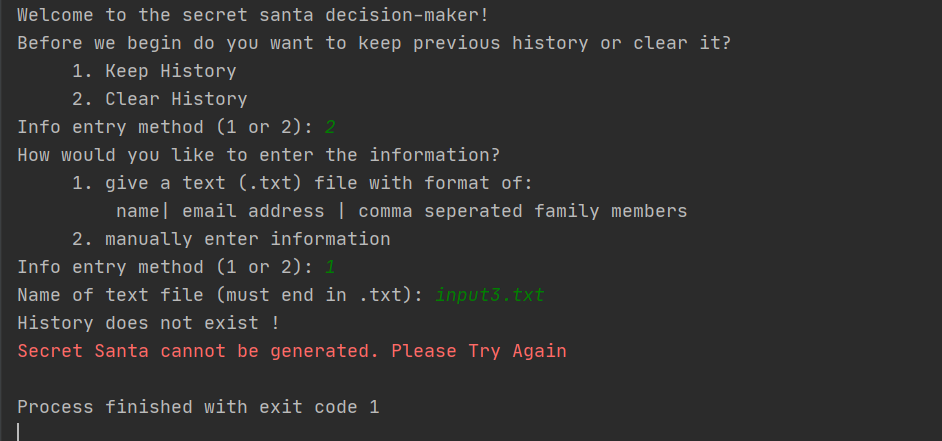 Welcome to the secret santa decision-maker!
Before we begin do you want to keep previous history or clear it?
1. Keep History
2. Clear History
Info entry method (1 or 2): 2
How would you like to enter the information?
1. give a text (.txt) file with format of:
name| email address | comma seperated family members
2. manually enter information
Info entry method (1 or 2): 1
Name of text file (must end in .txt): input3.txt
History does not exist !
Secret Santa cannot be generated. Please Try Again
Process finished with exit code 1